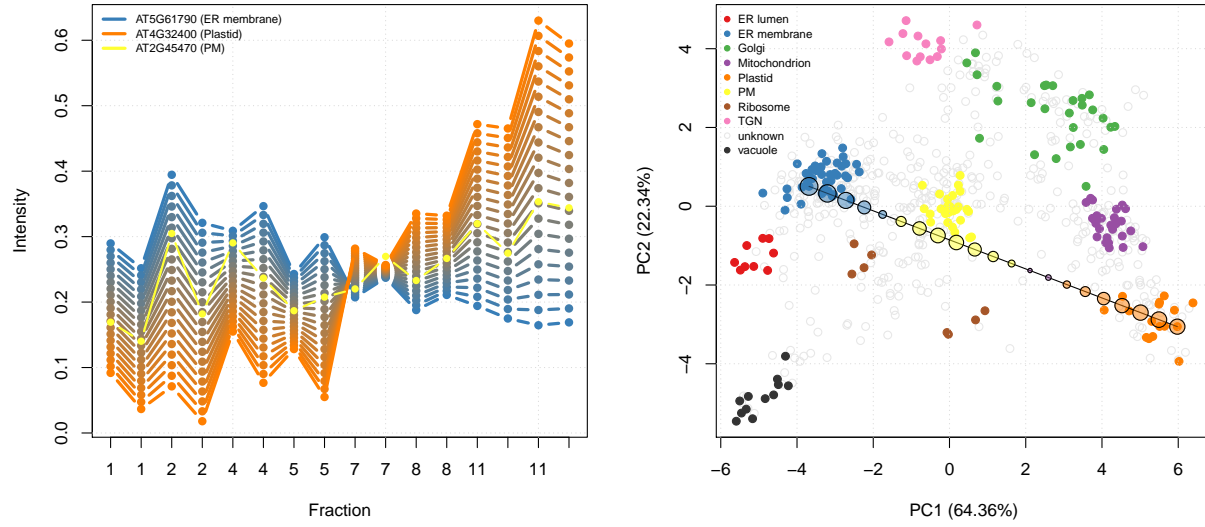 AT5G61790 (ER membrane)
AT4G32400 (Plastid)
AT2G45470 (PM)
0.6
0.5
0.4
0.3
0.2
0.1
0.0
Intensity
1 1 2 2 4 4 5 5 7 7 8 8 11 11
Fraction
ER lumen
ER membrane
Golgi
Mitochondrion
Plastid
PM
Ribosome
TGN
unknown
vacuole
4
2
0
−2
−4
PC2 (22.34%)
−6 −4 −2 0 2 4 6
PC1 (64.36%)